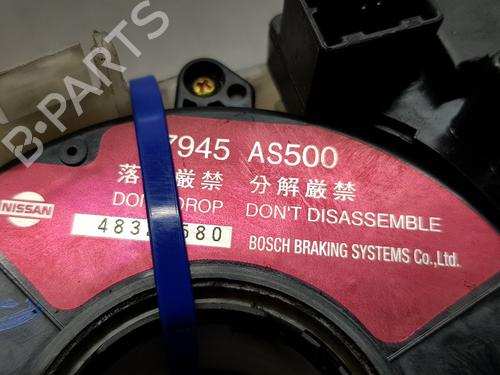 B-PARTS
7945 AS500
落 厳禁 分解厳禁
NISSAN
DON'T DROP DON'T DISASSEMBLE
483 580
BOSCH BRAKING SYSTEMS Co.,Ltd.